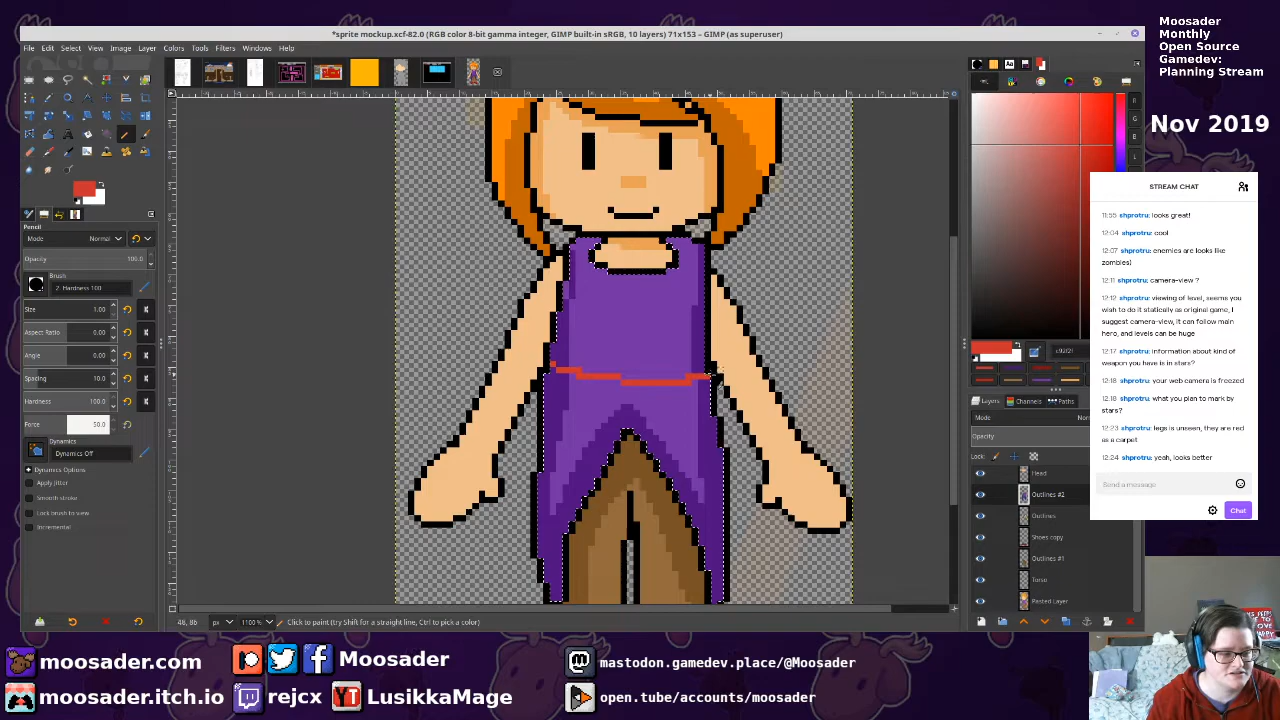 *sprite mockup.xcf-82.0 (RGB color 8-bit gamma integer, GIMP built-in sRGB, 10 layers) 71x153 – GIMP (as superuser)
File Edit Select View Image Layer Colors Tools Filters Windows Help
Moosader
Monthly
Open Source
Gamedev:
Planning Stream
Nov 2019
STREAM CHAT
11:55 shprotru: looks great!
12:04 shprotru: cool
12:07 shprotru: enemies are looks like
zombies)
12:11 shprotru: camera-view ?
12:12 shprotru: viewing of level, seems you
wish to do it statically as original game, I
suggest camera-view, it can follow main
hero, and levels can be huge
12:17 shprotru: information about kind of
weapon you have is in stars?
12:18 shprotru: your web camera is freezed
12:18 shprotru: what you plan to mark by
stars?
12:23 shprotru: legs is unseen, they are red
as a carpet
12:24 shprotru: yeah, looks better
Send a message
Chat
Pencil
Mode Normal
Opacity 100.0
Brush
2. Hardness 100
Size 1.00
Aspect Ratio 0.00
Angle 0.00
Spacing 10.0
Hardness 100.0
Force 50.0
Dynamics
Dynamics Off
Dynamics Options
Apply Jitter
Smooth stroke
Lock brush to view
Incremental
R
G
B
L
Layers Channels Paths
Mode
Opacity
Lock:
Head
Outlines #2
Outlines
Shoes copy
Outlines #1
Torso
Pasted Layer
48, 86 px 1100 % Click to paint (try Shift for a straight line, Ctrl to pick a color)
moosader.com
Moosader
mastodon.gamedev.place/@Moosader
moosader.itch.io
rejcx
LusikkaMage
open.tube/accounts/moosader